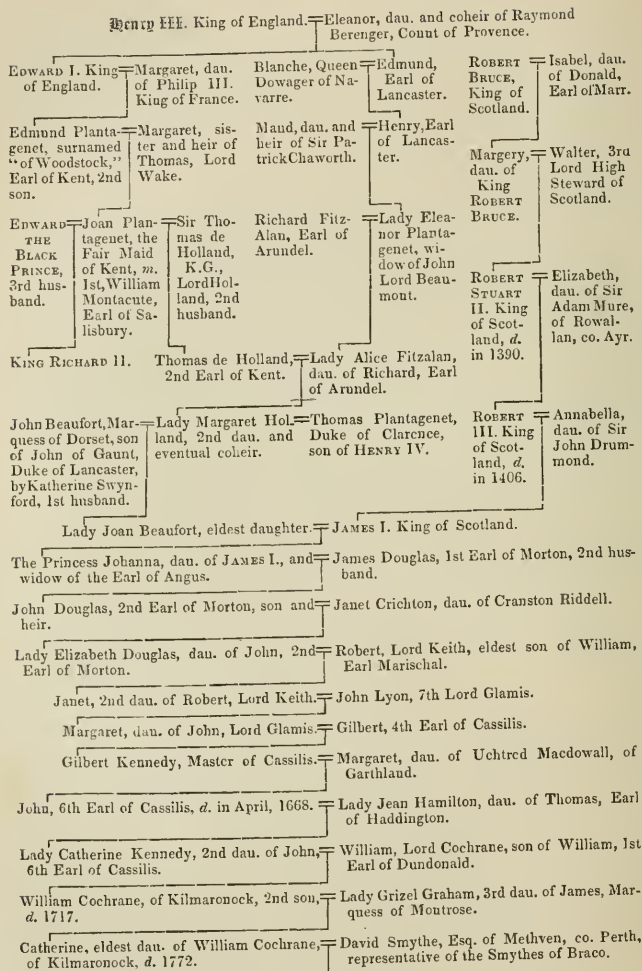 Henry III. King of England. = Eleanor, dau. and coheir of Raymond
Berenger, Count of Provence.
EDWARD I. King
of England. = Margaret, dau.
of Philip III.
King of France.
Blanche, Queen
Dowager of Na-
varre. = Edmund,
Earl of
Lancaster.
ROBERT
BRUCE,
King of
Scotland. = Isabel, dau.
of Donald,
Earl of Marr.
Edmund Planta-
genet, surnamed
"of Woodstock,"
Earl of Kent, 2nd
son. = Margaret, sis-
ter and heir of
Thomas, Lord
Wake.
Maud, dau. and
heir of Sir Pa-
trick Chaworth. = Henry, Earl
of Lancas-
ter.
Margery,
dau. of
King
ROBERT
BRUCE. = Walter, 3rd
Lord High
Steward of
Scotland.
EDWARD
THE
BLACK
PRINCE,
3rd hus-
band. = Joan Plan-
tagenet, the
Fair Maid
of Kent, m.
1st, William
Montacute,
Earl of Sa-
lisbury. = Sir Tho-
mas de
Holland,
K.G.,
Lord Hol-
land, 2nd
husband.
Richard Fitz-
Alan, Earl of
Arundel. = Lady Elea-
nor Planta-
genet, wi-
dow of John
Lord Beau-
mont.
ROBERT
STUART
II. King
of Scot-
land, d.
in 1390. = Elizabeth,
dau. of Sir
Adam Mure,
of Rowal-
lan, co. Ayr.
KING RICHARD II.
Thomas de Holland,
2nd Earl of Kent. = Lady Alice Fitzalan,
dau. of Richard, Earl
of Arundel.
John Beaufort, Mar-
quess of Dorset, son
of John of Gaunt,
Duke of Lancaster,
by Katherine Swyn-
ford, 1st husband. = Lady Margaret Hol-
land, 2nd dau. and
eventual coheir. = Thomas Plantagenet,
Duke of Clarence,
son of HENRY IV.
ROBERT
III. King
of Scot-
land, d.
in 1406. = Annabella,
dau. of Sir
John Drum-
mond.
Lady Joan Beaufort, eldest daughter. = JAMES I. King of Scotland.
The Princess Johanna, dau. of JAMES I., and
widow of the Earl of Angus. = James Douglas, 1st Earl of Morton, 2nd hus-
band.
John Douglas, 2nd Earl of Morton, son and
heir. = Janet Crichton, dau. of Cranston Riddell.
Lady Elizabeth Douglas, dau. of John, 2nd
Earl of Morton. = Robert, Lord Keith, eldest son of William,
Earl Marischal.
Janet, 2nd dau. of Robert, Lord Keith. = John Lyon, 7th Lord Glamis.
Margaret, dau. of John, Lord Glamis. = Gilbert, 4th Earl of Cassilis.
Gilbert Kennedy, Master of Cassilis. = Margaret, dau. of Uchtred Macdowall, of
Garthland.
John, 6th Earl of Cassilis, d. in April, 1668. = Lady Jean Hamilton, dau. of Thomas, Earl
of Haddington.
Lady Catherine Kennedy, 2nd dau. of John,
6th Earl of Cassilis. = William, Lord Cochrane, son of William, 1st
Earl of Dundonald.
William Cochrane, of Kilmaronock, 2nd son,
d. 1717. = Lady Grizel Graham, 3rd dau. of James, Mar-
quess of Montrose.
Catherine, eldest dau. of William Cochrane,
of Kilmaronock, d. 1772. = David Smythe, Esq. of Methven, co. Perth,
representative of the Smythes of Braco.